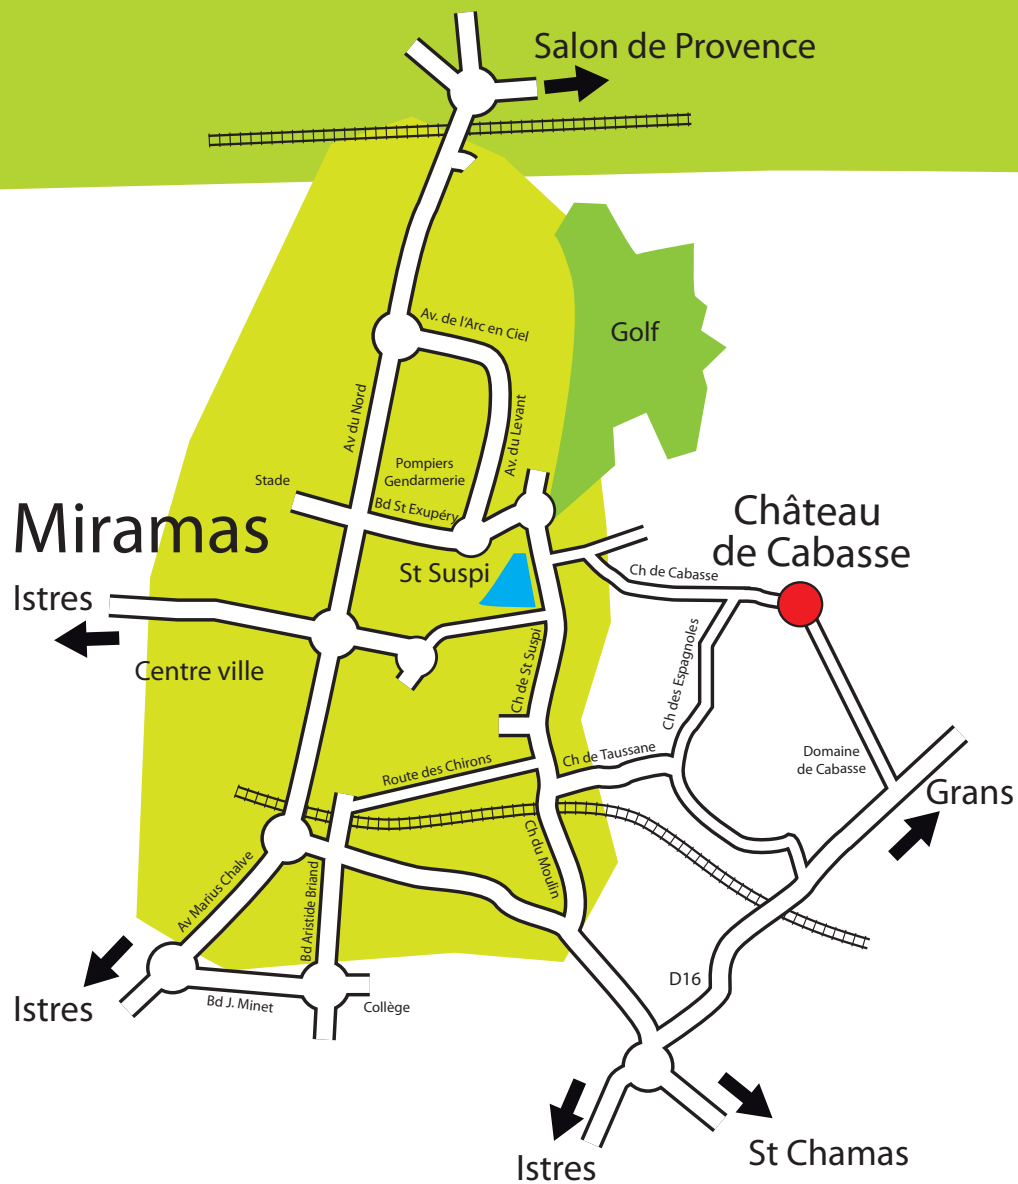 Salon de Provence
Av. de l'Arc en Ciel
Golf
Av du Nord
Av. du Levant
Pompiers
Gendarmerie
Stade
Bd St Exupéry
Miramas
Château
de Cabasse
St Suspi
Ch de Cabasse
Istres
Centre ville
Ch de St Suspi
Ch des Espagnoles
Route des Chirons
Ch de Taussane
Domaine
de Cabasse
Grans
Ch du Moulin
Av Marius Chalve
Bd Aristide Briand
D16
Istres
Bd J. Minet
Collège
Istres
St Chamas